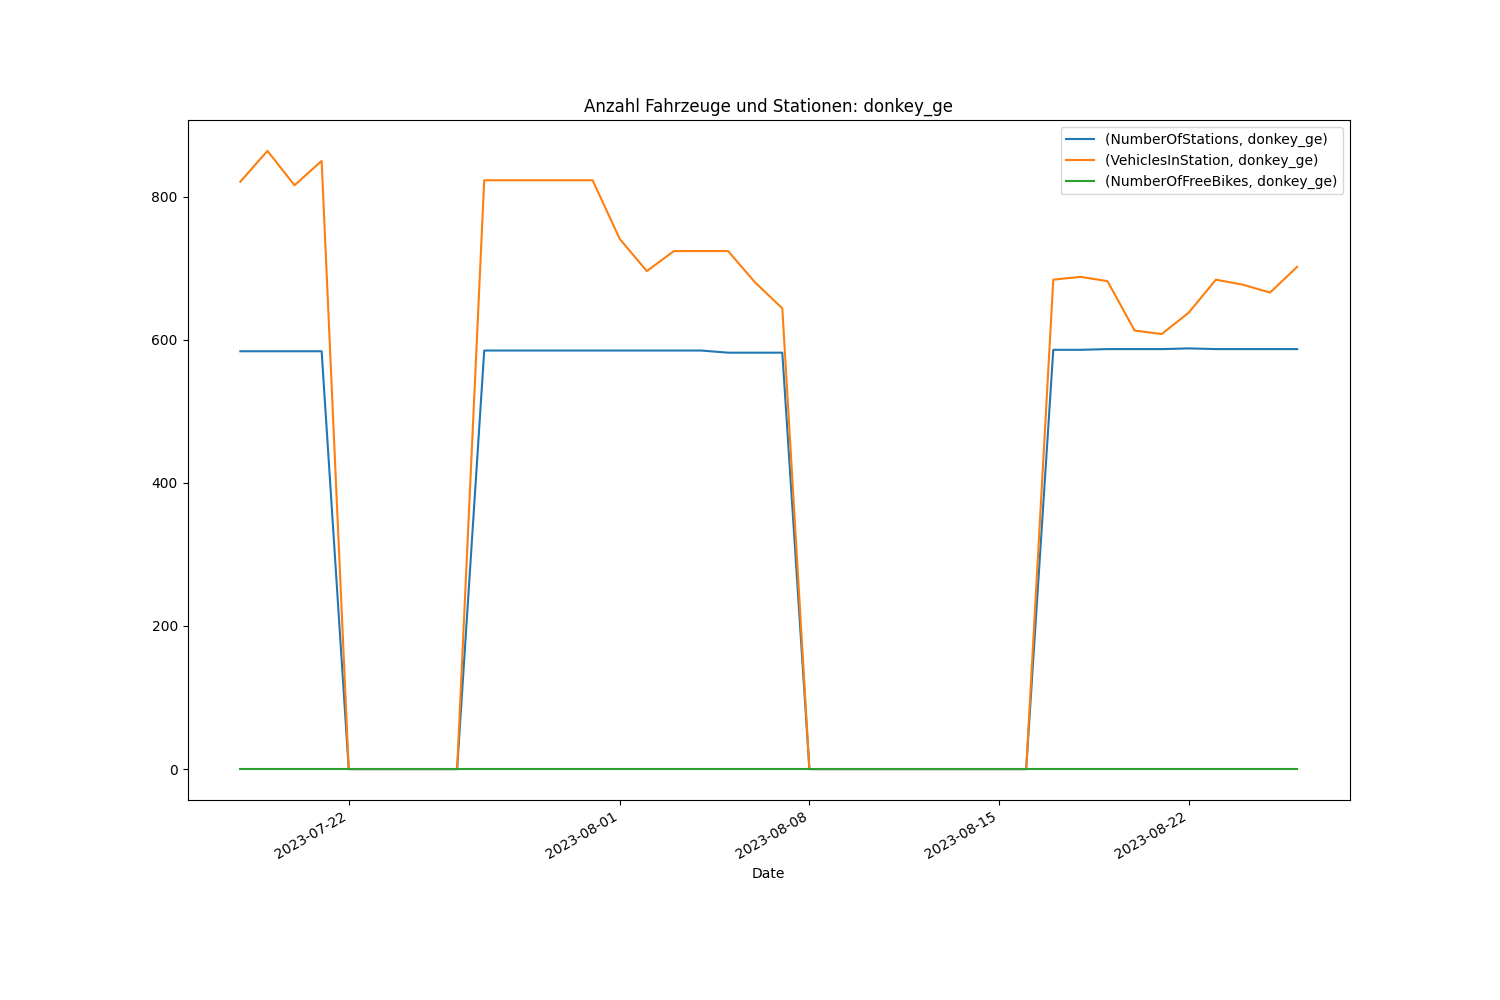 Anzahl Fahrzeuge und Stationen: donkey_ge
(NumberOfStations, donkey_ge)
(VehiclesInStation, donkey_ge)
(NumberOfFreeBikes, donkey_ge)
800
600
400
200
0
2023-07-22
2023-08-01
2023-08-08
2023-08-15
2023-08-22
Date